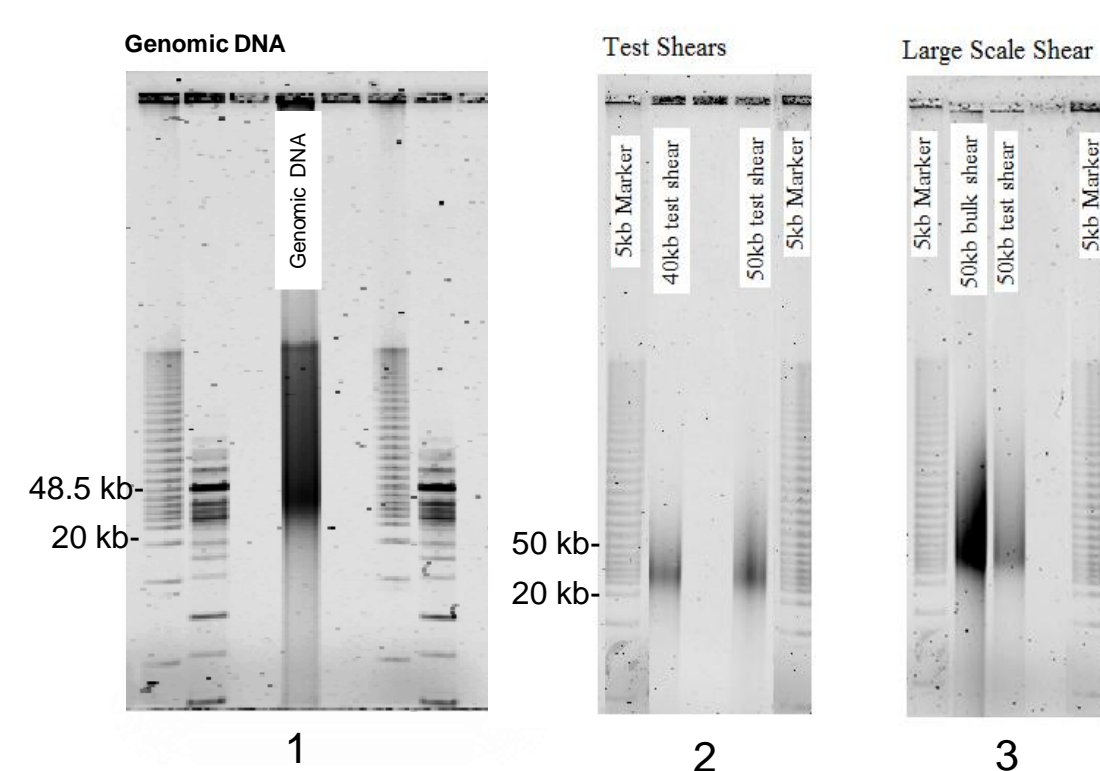 Genomic DNA
Genomic DNA
48.5 kb-
20 kb-
1
Test Shears
5kb Marker
40kb test shear
50kb test shear
5kb Marker
50 kb-
20 kb-
2
Large Scale Shear
5kb Marker
50kb bulk shear
50kb test shear
5kb Marker
3